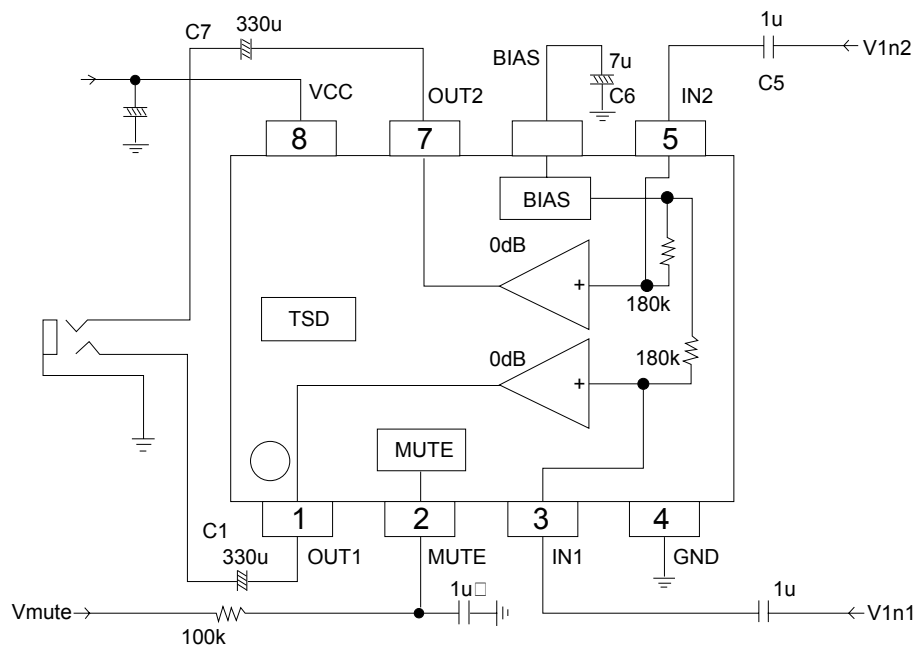 C7
330u
1u
V1n2
BIAS
7u
C6
C5
VCC
OUT2
IN2
8
7
5
BIAS
0dB
180k
TSD
0dB
180k
MUTE
1
2
3
4
C1
330u
OUT1
MUTE
IN1
GND
1u□
1u
Vmute
100k
V1n1